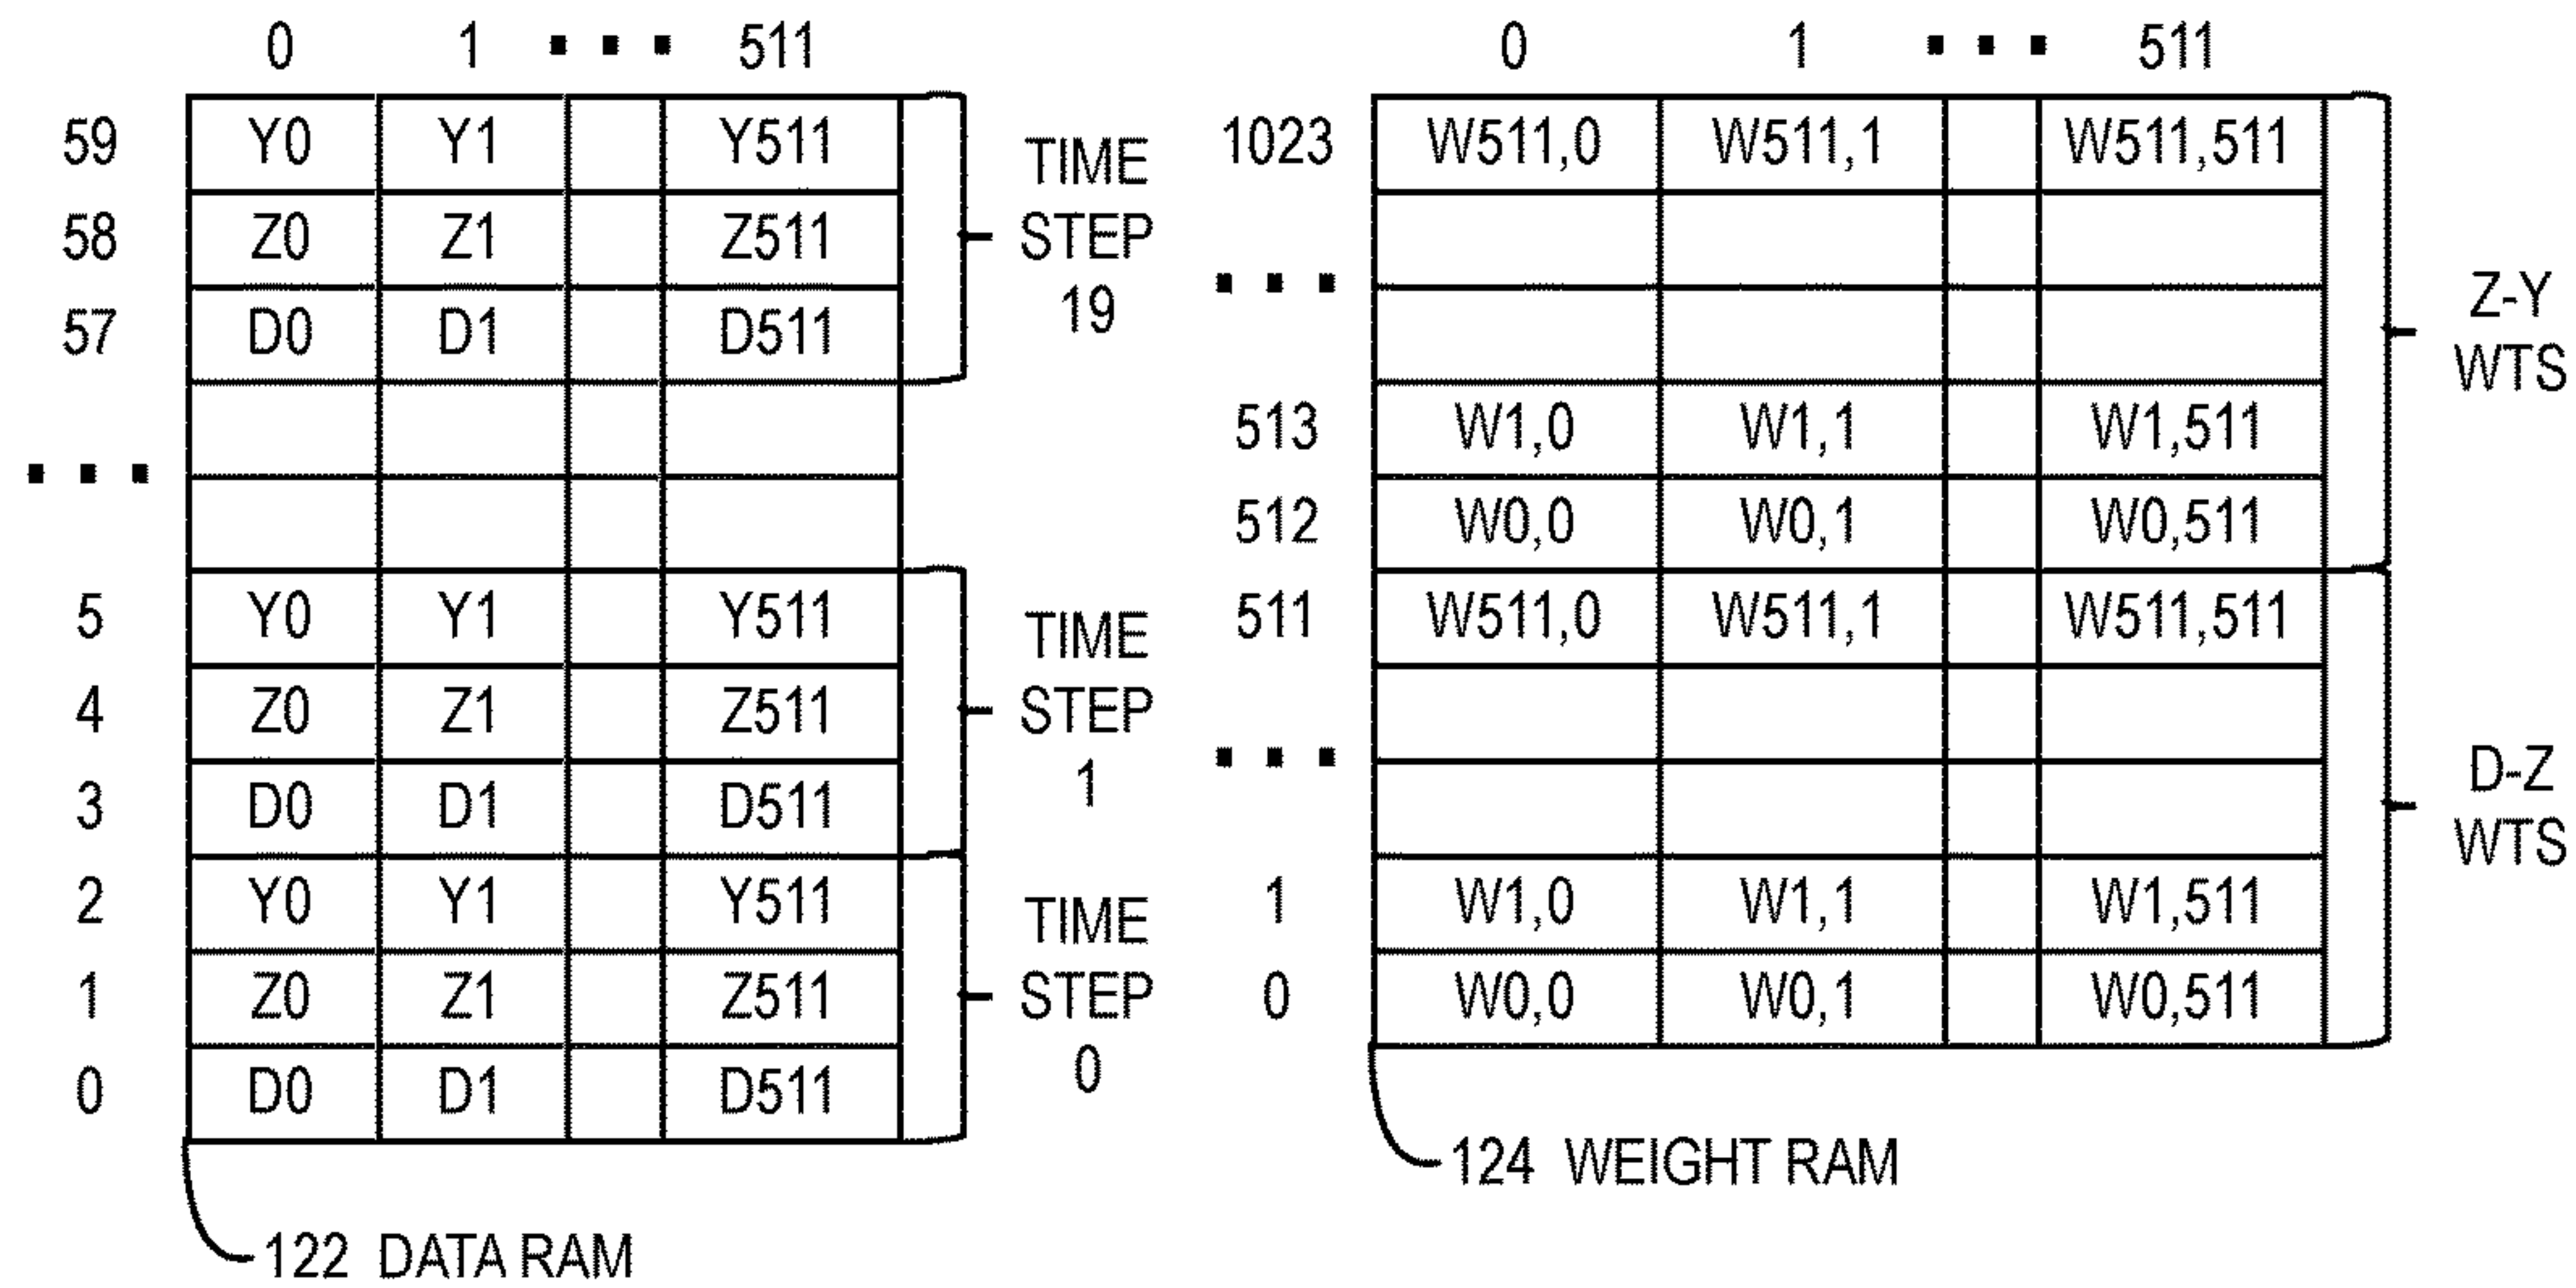 0 1 ... 511
59 Y0 Y1 Y511
58 Z0 Z1 Z511
57 D0 D1 D511
TIME
STEP
19
...
5 Y0 Y1 Y511
4 Z0 Z1 Z511
3 D0 D1 D511
TIME
STEP
1
2 Y0 Y1 Y511
1 Z0 Z1 Z511
0 D0 D1 D511
TIME
STEP
0
122 DATA RAM
0 1 ... 511
1023 W511,0 W511,1 W511,511
...
513 W1,0 W1,1 W1,511
512 W0,0 W0,1 W0,511
Z-Y
WTS
511 W511,0 W511,1 W511,511
...
1 W1,0 W1,1 W1,511
0 W0,0 W0,1 W0,511
D-Z
WTS
124 WEIGHT RAM